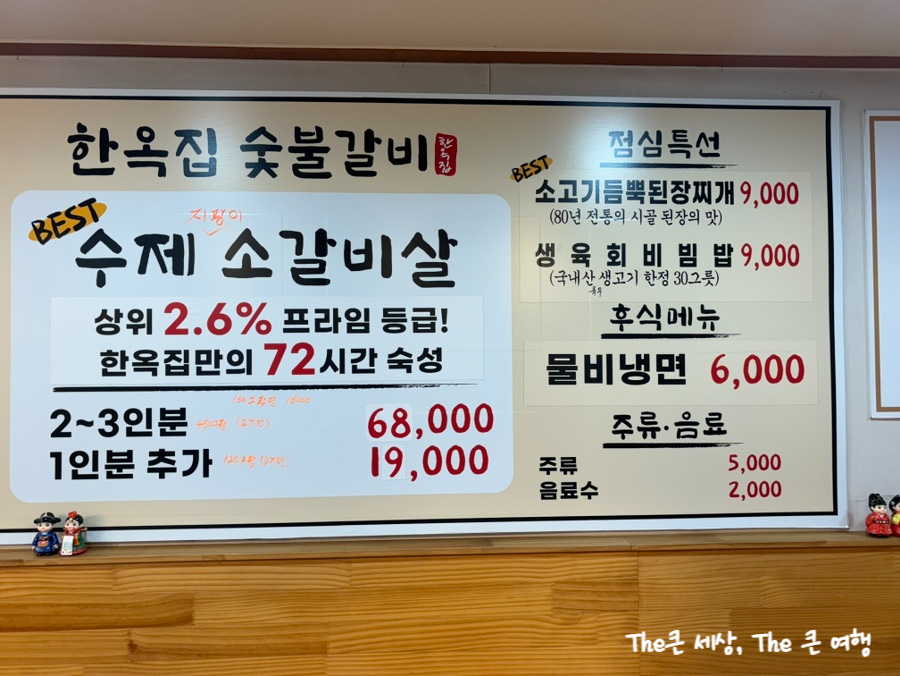 한옥집 숯불갈비 한옥집
BEST
지팡이
수제 소갈비살
상위 2.6% 프라임 등급!
한옥집만의 72시간 숙성
2~3인분 68,000
1인분 추가 19,000
점심특선
BEST
소고기듬뿍된장찌개 9,000
(80년 전통의 시골 된장의 맛)
생육회비빔밥 9,000
(국내산 생고기 한정 30그릇)
후식메뉴
물비냉면 6,000
주류·음료
주류 5,000
음료수 2,000
The큰 세상, The 큰 여행